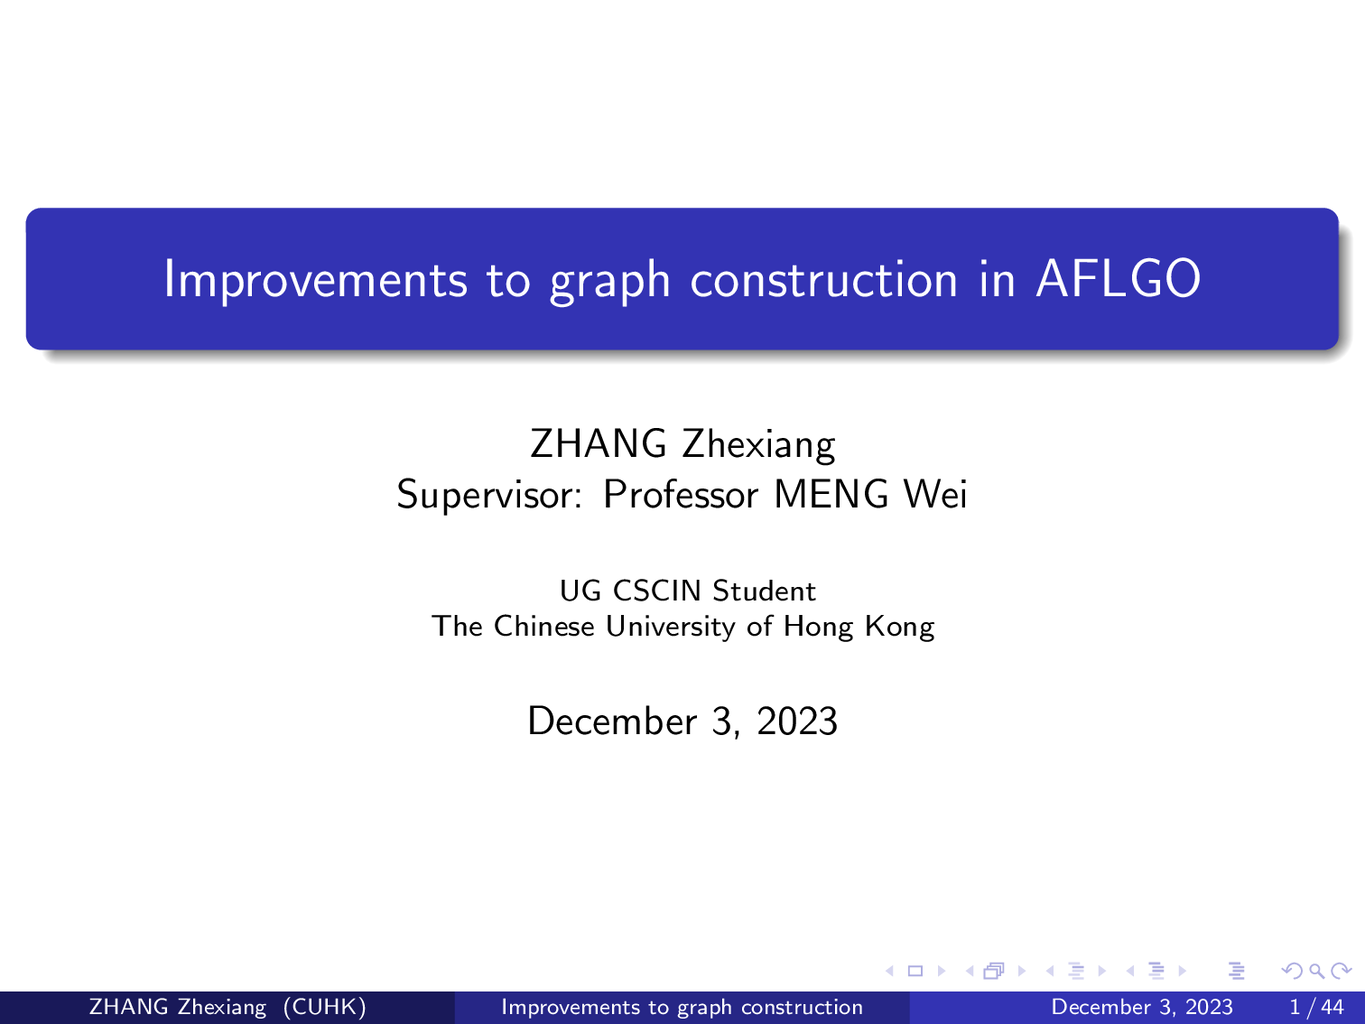 Improvements to graph construction in AFLGO
ZHANG Zhexiang
Supervisor: Professor MENG Wei
UG CSCIN Student
The Chinese University of Hong Kong
December 3, 2023
ZHANG Zhexiang (CUHK)
Improvements to graph construction
December 3, 2023
1 / 44